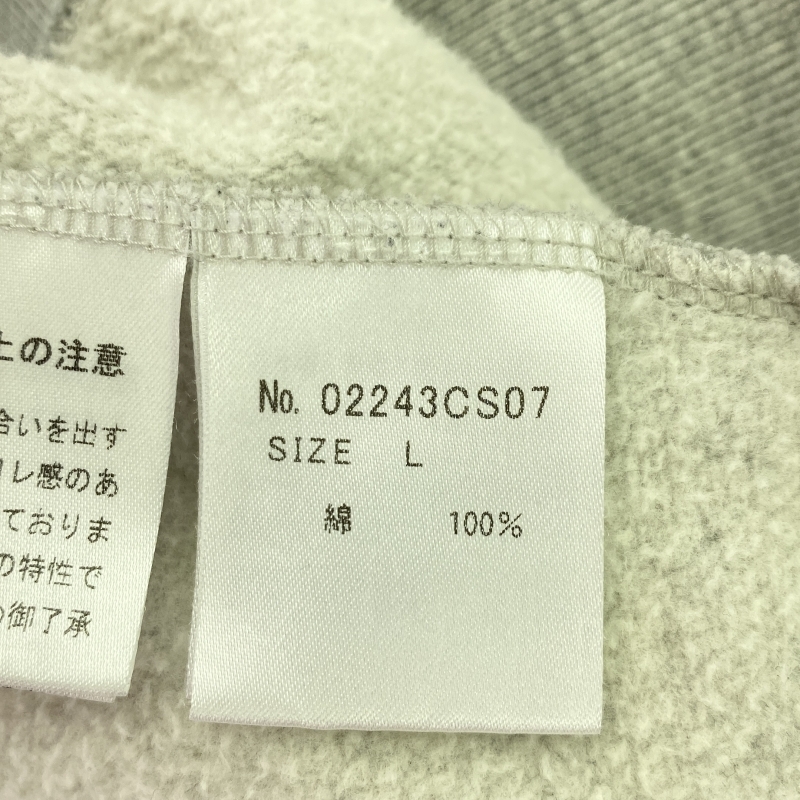 上の注意
合いを出す
レ感のあ
ておりま
の特性で
の御了承
No. 02243CS07
SIZE L
綿 100%